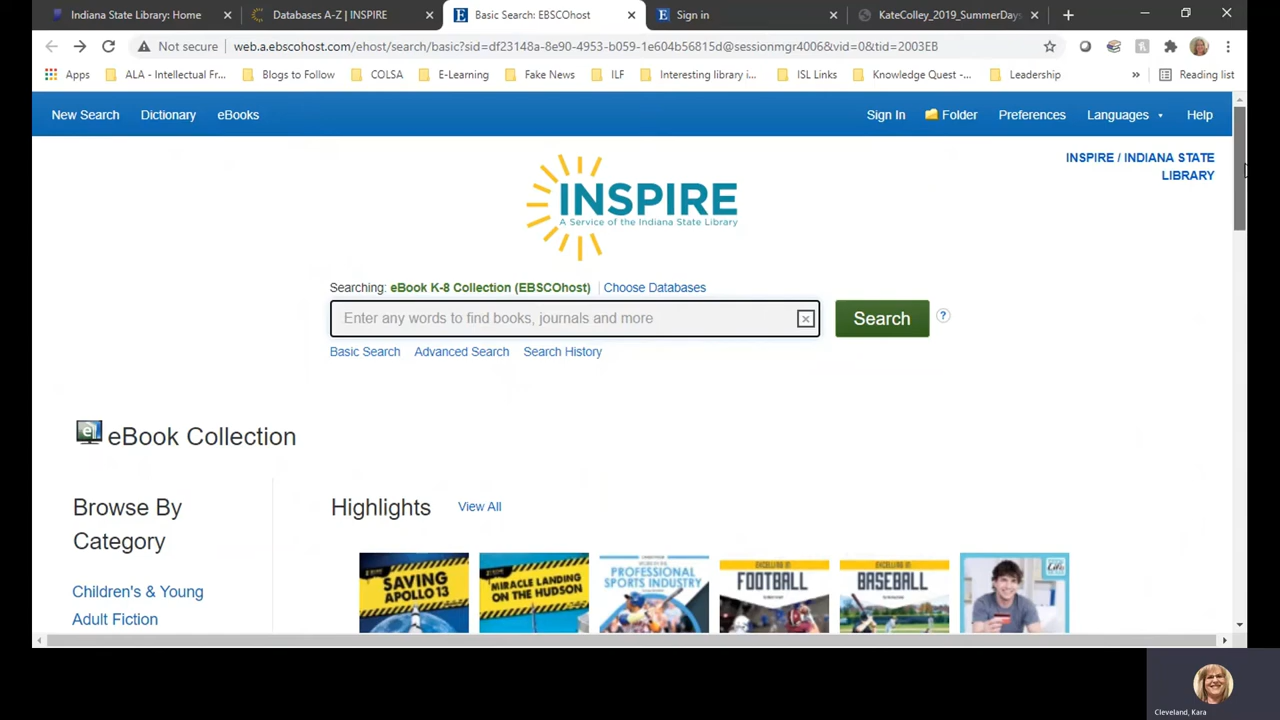 Indiana State Library: Home
Databases A-Z | INSPIRE
Basic Search: EBSCOhost
Sign in
KateColley_2019_SummerDays
Not secure
web.a.ebscohost.com/ehost/search/basic?sid=df23148a-8e90-4953-b059-1e604b56815d@sessionmgr4006&vid=0&tid=2003EB
Apps
ALA - Intellectual Fr...
Blogs to Follow
COLSA
E-Learning
Fake News
ILF
Interesting library i...
ISL Links
Knowledge Quest -...
Leadership
»
Reading list
New Search
Dictionary
eBooks
Sign In
Folder
Preferences
Languages
Help
INSPIRE / INDIANA STATE
LIBRARY
INSPIRE
A Service of the Indiana State Library
Searching: eBook K-8 Collection (EBSCOhost) | Choose Databases
Enter any words to find books, journals and more
Search
?
Basic Search
Advanced Search
Search History
eBook Collection
Browse By
Category
Highlights
View All
Children's & Young
Adult Fiction
SAVING
APOLLO 13
MIRACLE LANDING
ON THE HUDSON
PROFESSIONAL
SPORTS INDUSTRY
EXCELLING IN
FOOTBALL
EXCELLING IN
BASEBALL
Cleveland, Kara